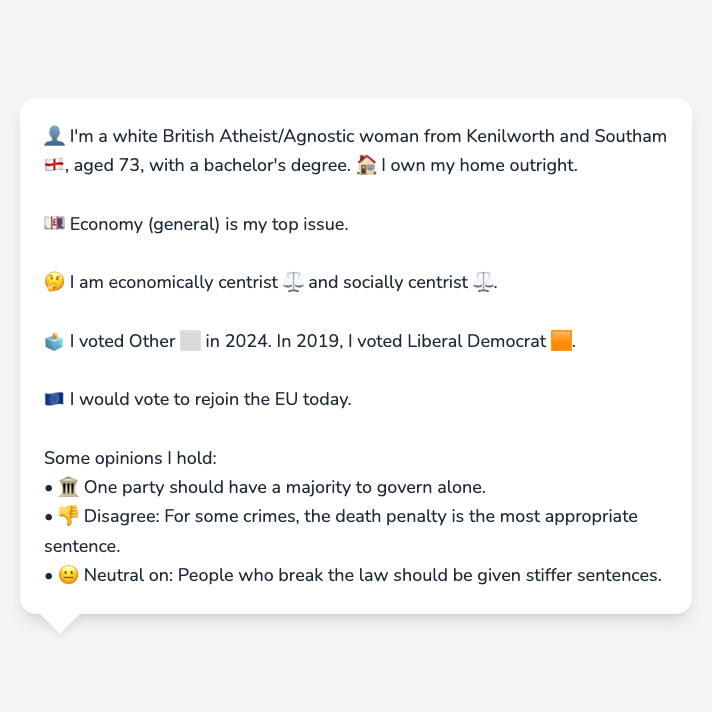 👤 I'm a white British Atheist/Agnostic woman from Kenilworth and Southam
🏴󠁧󠁢󠁥󠁮󠁧󠁿, aged 73, with a bachelor's degree. 🏠 I own my home outright.
💷 Economy (general) is my top issue.
🤔 I am economically centrist ⚖️ and socially centrist ⚖️.
🗳️ I voted Other ⬜ in 2024. In 2019, I voted Liberal Democrat 🟧.
🇪🇺 I would vote to rejoin the EU today.
Some opinions I hold:
• 🏛️ One party should have a majority to govern alone.
• 👎 Disagree: For some crimes, the death penalty is the most appropriate
sentence.
• 😐 Neutral on: People who break the law should be given stiffer sentences.